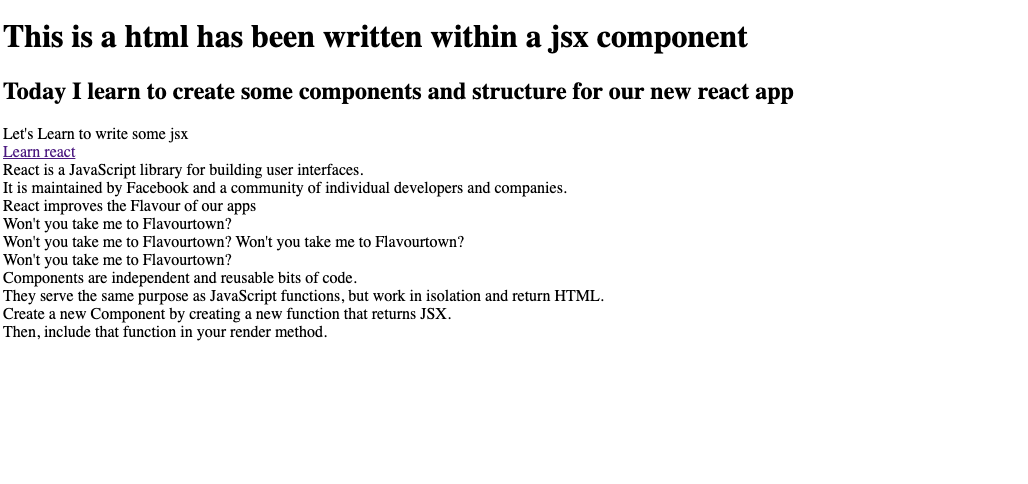 This is a html has been written within a jsx component
Today I learn to create some components and structure for our new react app
Let's Learn to write some jsx
Learn react
React is a JavaScript library for building user interfaces.
It is maintained by Facebook and a community of individual developers and companies.
React improves the Flavour of our apps
Won't you take me to Flavourtown?
Won't you take me to Flavourtown? Won't you take me to Flavourtown?
Won't you take me to Flavourtown?
Components are independent and reusable bits of code.
They serve the same purpose as JavaScript functions, but work in isolation and return HTML.
Create a new Component by creating a new function that returns JSX.
Then, include that function in your render method.